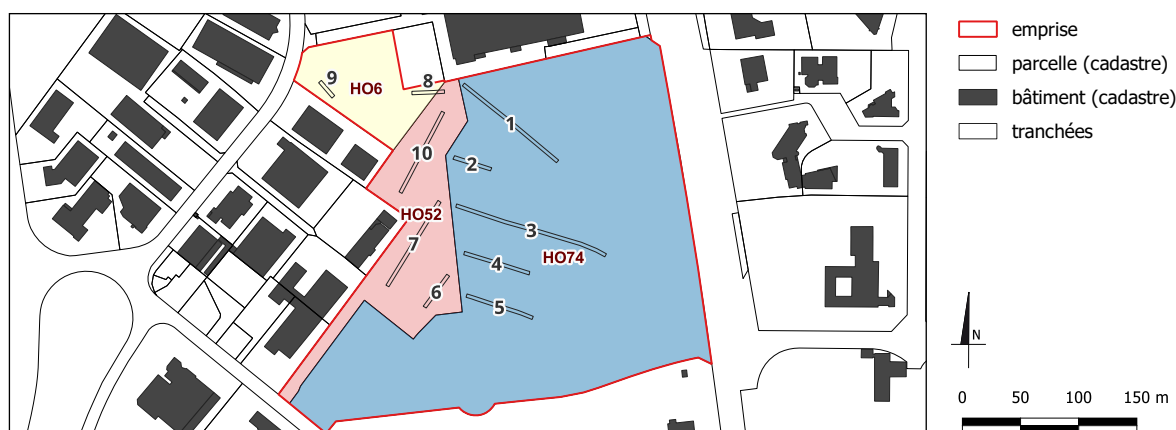 emprise
parcelle (cadastre)
bâtiment (cadastre)
tranchées
9
HO6
8
1
10
2
HO52
3
7
HO74
4
6
5
N
0 50 100 150 m